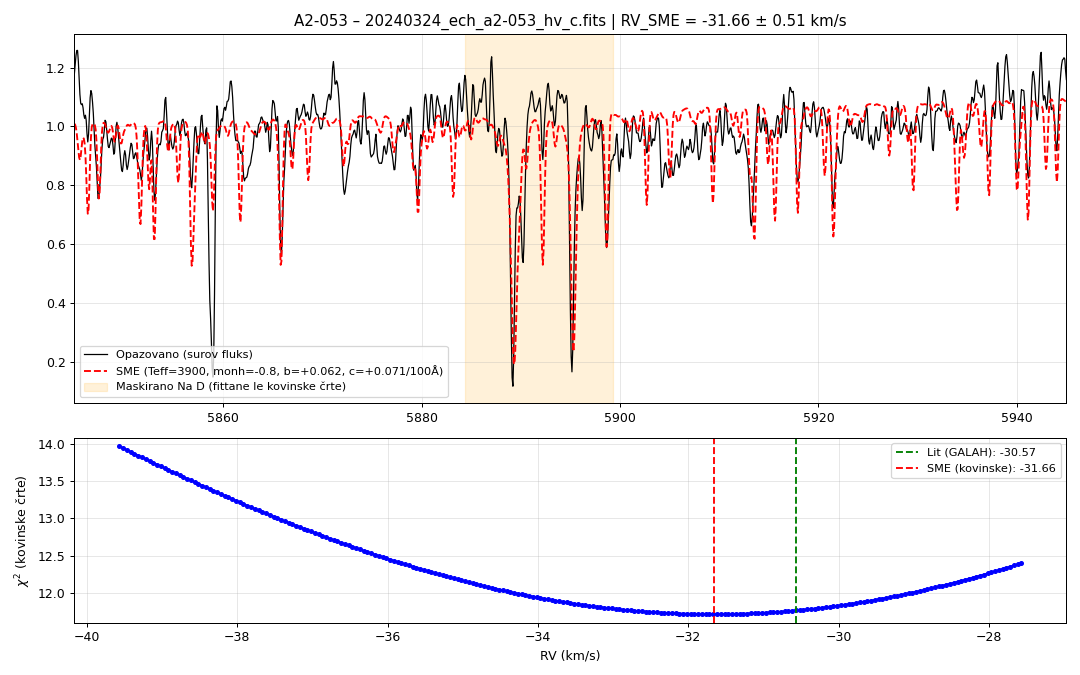 A2-053 – 20240324_ech_a2-053_hv_c.fits | RV_SME = -31.66 ± 0.51 km/s
1.2
1.0
0.8
0.6
0.4
0.2
Opazovano (surov fluks)
SME (Teff=3900, monh=-0.8, b=+0.062, c=+0.071/100Å)
Maskirano Na D (fittane le kovinske črte)
5860 5880 5900 5920 5940
14.0
13.5
13.0
12.5
12.0
χ² (kovinske črte)
Lit (GALAH): -30.57
SME (kovinske): -31.66
−40 −38 −36 −34 −32 −30 −28
RV (km/s)